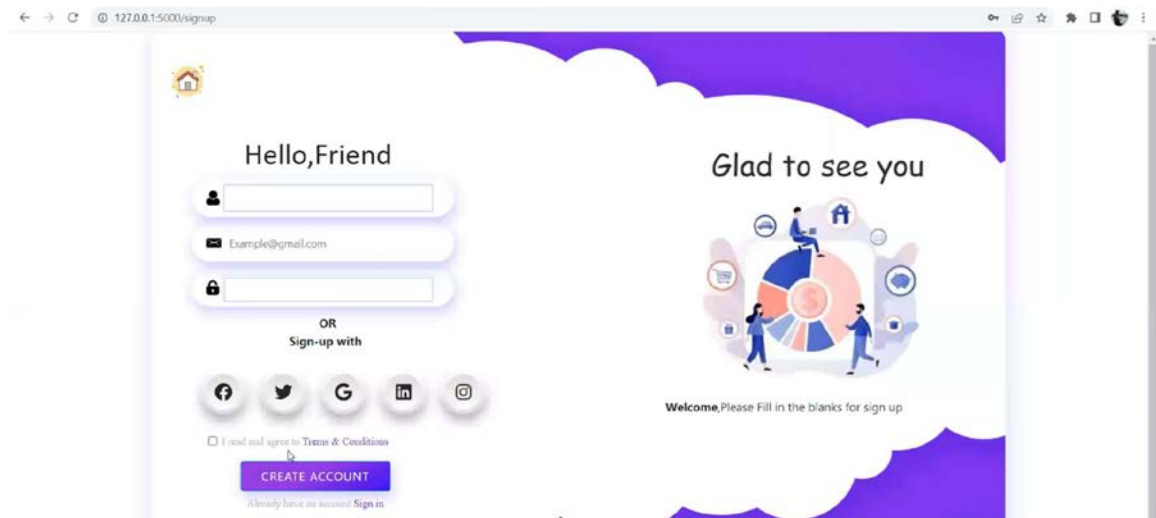 127.0.0.1:5000/signup
Hello,Friend
Example@gmail.com
OR
Sign-up with
I read and agree to Trems & Conditions
CREATE ACCOUNT
Already have an account Sign in
Glad to see you
Welcome,Please Fill in the blanks for sign up